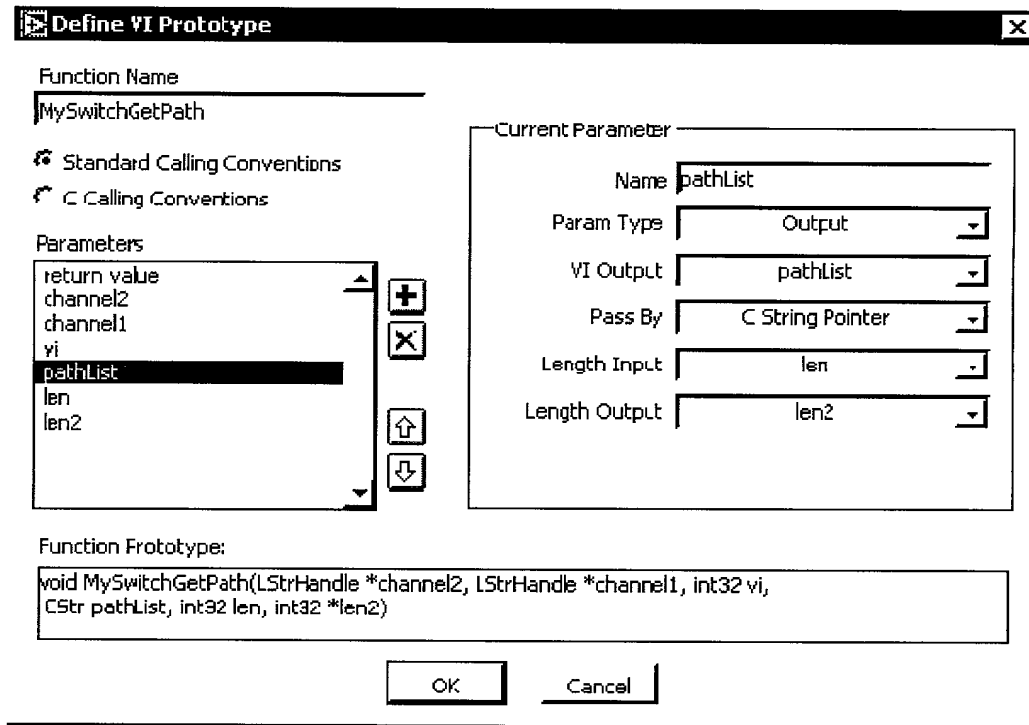 Define VI Prototype
Function Name
MySwitchGetPath
Standard Calling Conventions
C Calling Conventions
Parameters
return value
channel2
channel1
vi
pathList
len
len2
Current Parameter
Name pathList
Param Type Output
VI Output pathList
Pass By C String Pointer
Length Input len
Length Output len2
Function Prototype:
void MySwitchGetPath(LStrHandle *channel2, LStrHandle *channel1, int32 vi,
CStr pathList, int32 len, int32 *len2)
OK Cancel